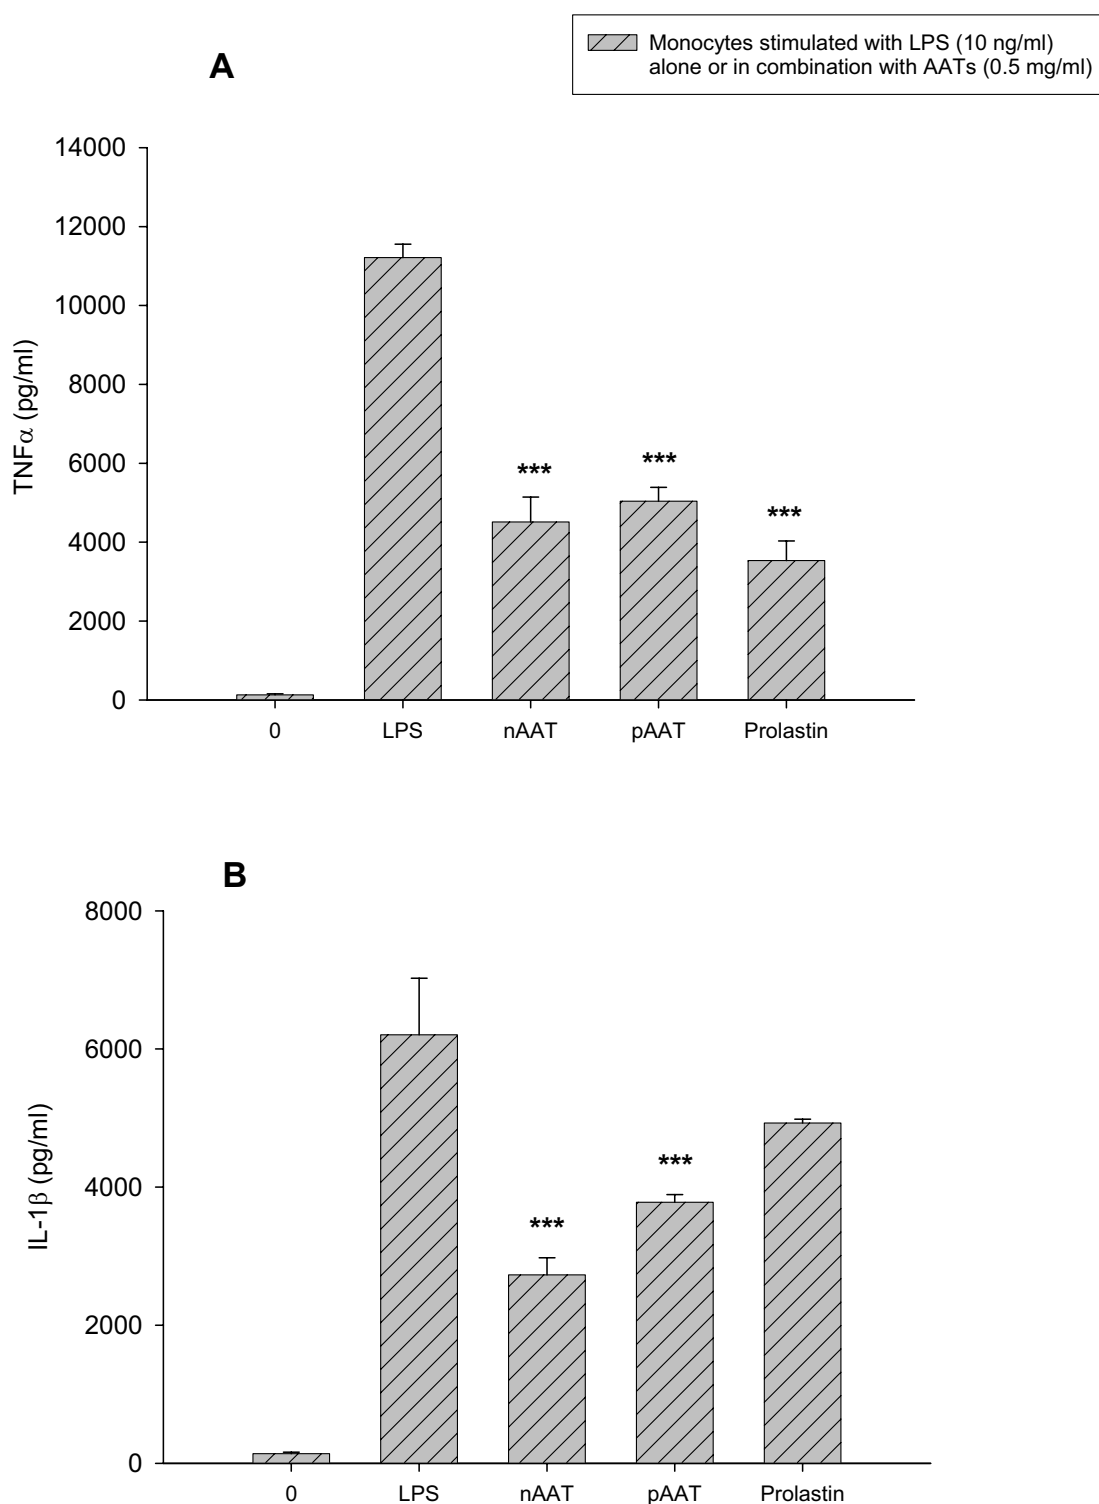 Monocytes stimulated with LPS (10 ng/ml)
alone or in combination with AATs (0.5 mg/ml)
A
14000
12000
10000
8000
6000
4000
2000
0
TNFα (pg/ml)
***
***
***
0 LPS nAAT pAAT Prolastin
B
8000
6000
4000
2000
0
IL-1β (pg/ml)
***
***
0 LPS nAAT pAAT Prolastin